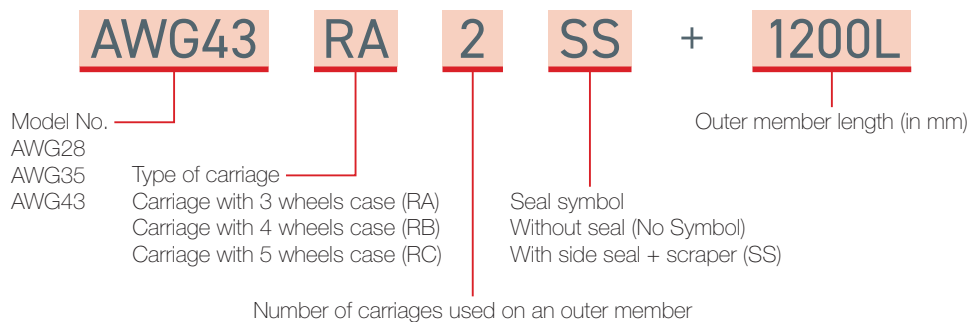 AWG43 RA 2 SS + 1200L
Model No.
AWG28
AWG35
AWG43
Type of carriage
Carriage with 3 wheels case (RA)
Carriage with 4 wheels case (RB)
Carriage with 5 wheels case (RC)
Number of carriages used on an outer member
Seal symbol
Without seal (No Symbol)
With side seal + scraper (SS)
Outer member length (in mm)